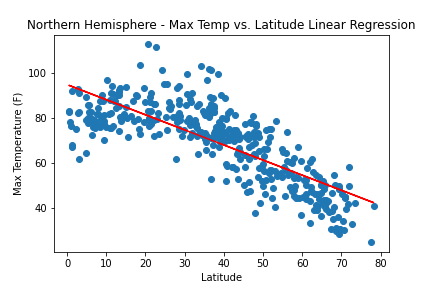 Northern Hemisphere - Max Temp vs. Latitude Linear Regression
Max Temperature (F)
100
80
60
40
0 10 20 30 40 50 60 70 80
Latitude